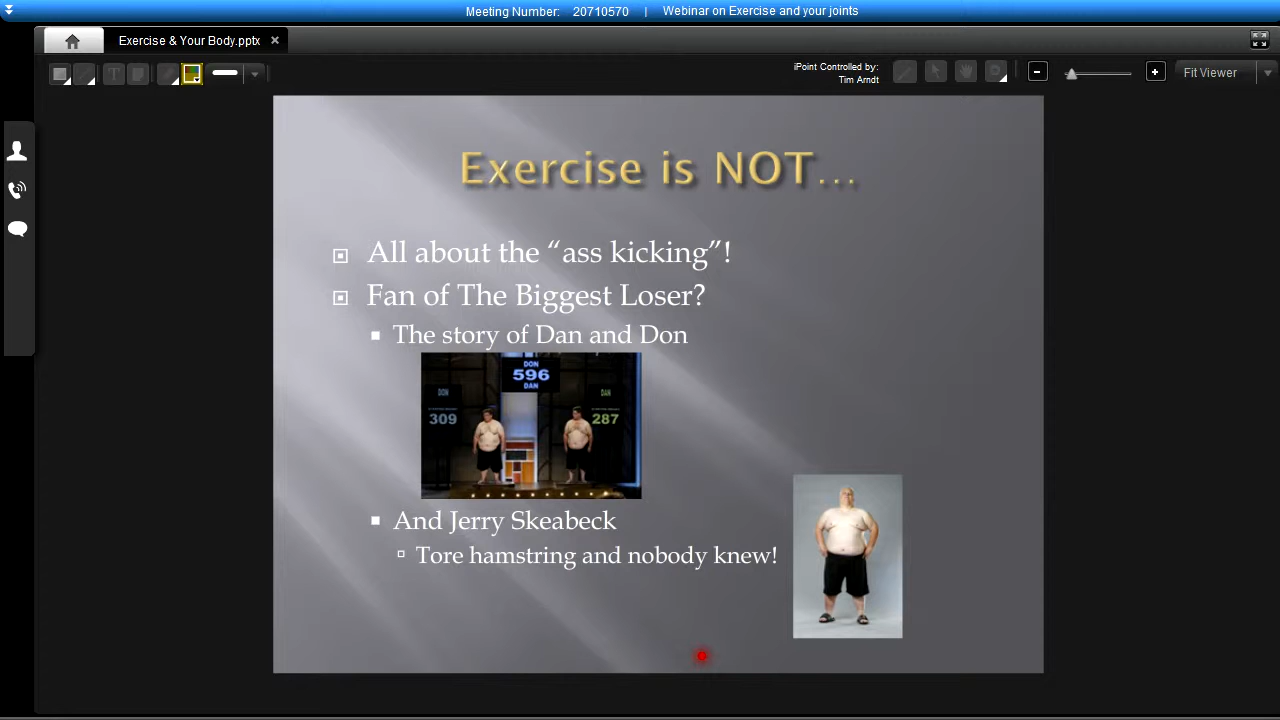 Meeting Number: 20710570 | Webinar on Exercise and your joints
Exercise & Your Body.pptx
iPoint Controlled by:
Tim Arndt
Fit Viewer
Exercise is NOT...
All about the “ass kicking”!
Fan of The Biggest Loser?
The story of Dan and Don
DON
596
DAN
DON
309
DAN
287
And Jerry Skeabeck
Tore hamstring and nobody knew!